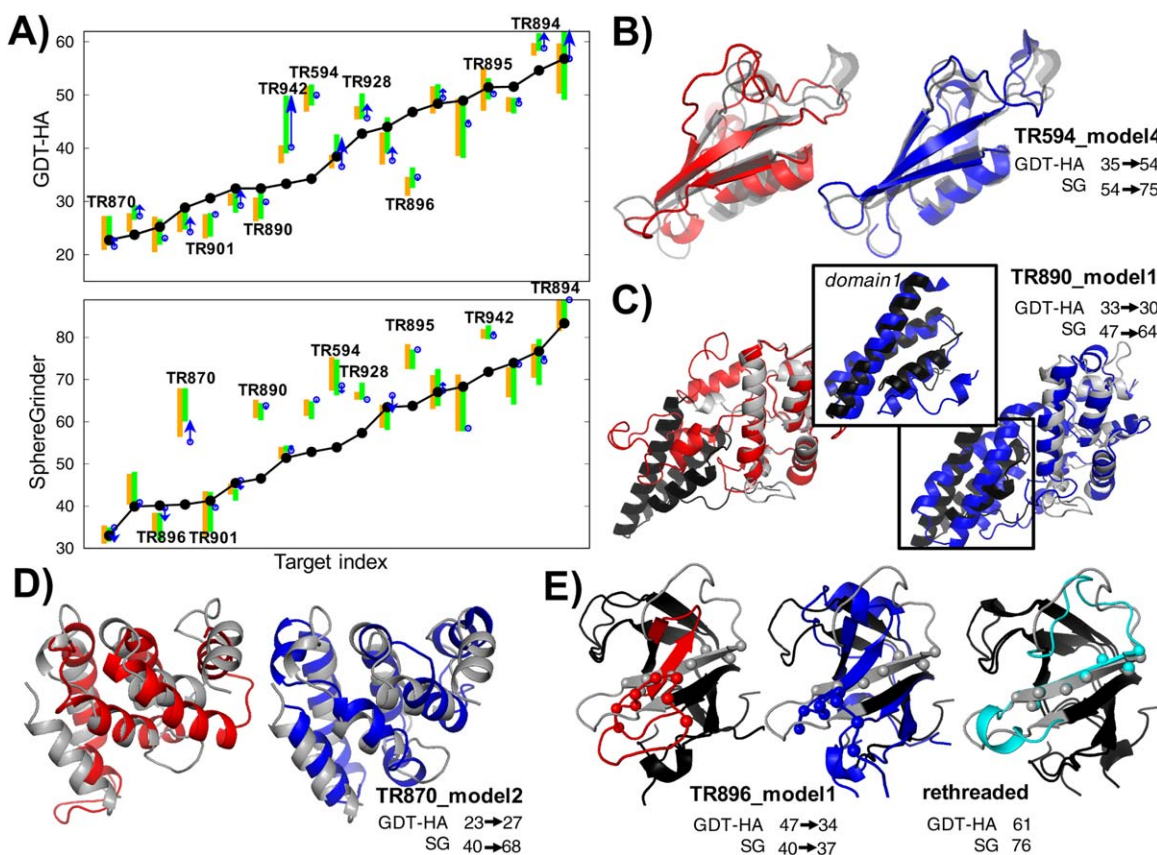 A)
GDT-HA
60
50
40
30
20
TR870
TR901
TR890
TR942
TR594
TR928
TR896
TR895
TR894
SphereGrinder
80
70
60
50
40
30
TR870
TR896
TR901
TR890
TR594
TR928
TR895
TR942
TR894
Target index
B)
TR594_model4
GDT-HA 35→54
SG 54→75
C)
domain1
TR890_model1
GDT-HA 33→30
SG 47→64
D)
TR870_model2
GDT-HA 23→27
SG 40→68
E)
TR896_model1
GDT-HA 47→34
SG 40→37
rethreaded
GDT-HA 61
SG 76